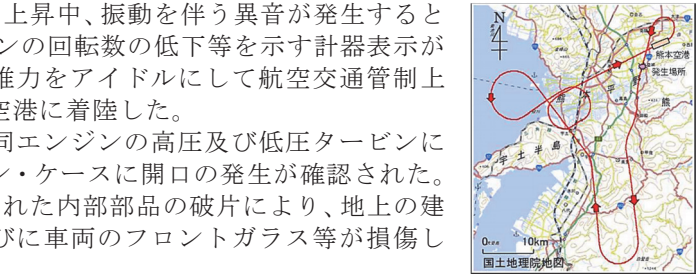 上昇中、振動を伴う異音が発生すると
ンの回転数の低下等を示す計器表示が
推力をアイドルにして航空交通管制上
空港に着陸した。
同エンジンの高圧及び低圧タービンに
ン・ケースに開口の発生が確認された。
れた内部部品の破片により、地上の建
びに車両のフロントガラス等が損傷し
N
熊本空港
発生場所
熊本平野
熊
宇土半島
0 10km
国土地理院地図